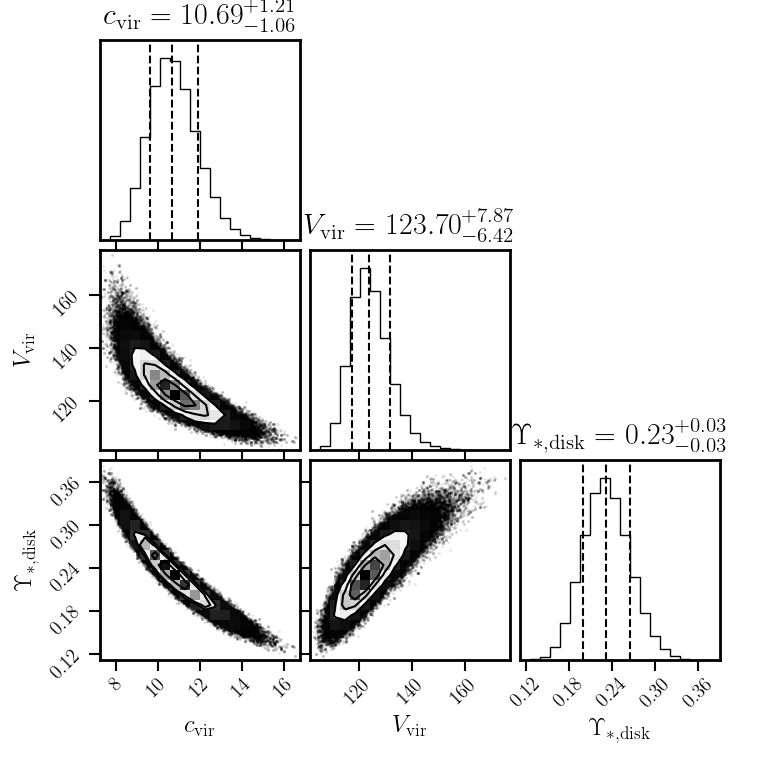 c_vir = 10.69^{+1.21}_{-1.06}
V_vir = 123.70^{+7.87}_{-6.42}
160
140
120
V_vir
ϒ_{*,disk} = 0.23^{+0.03}_{-0.03}
0.36
0.30
0.24
0.18
0.12
ϒ_{*,disk}
8 10 12 14 16
120 140 160
0.12 0.18 0.24 0.30 0.36
c_vir
V_vir
ϒ_{*,disk}